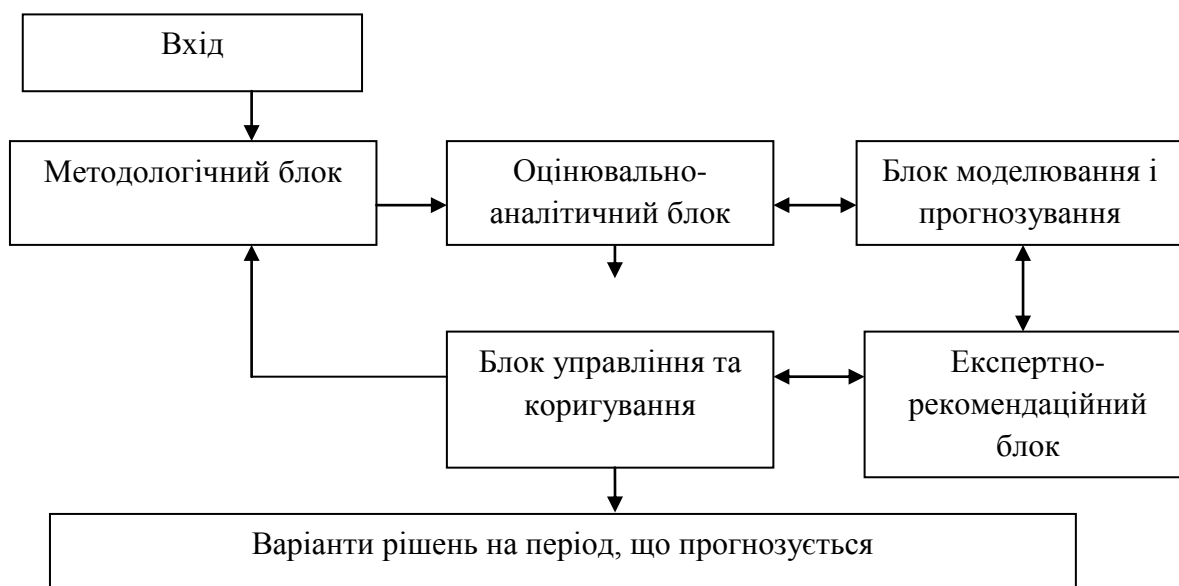 Вхід
Методологічний блок
Оцінювально-
аналітичний блок
Блок моделювання і
прогнозування
Блок управління та
коригування
Експертно-
рекомендаційний
блок
Варіанти рішень на період, що прогнозується